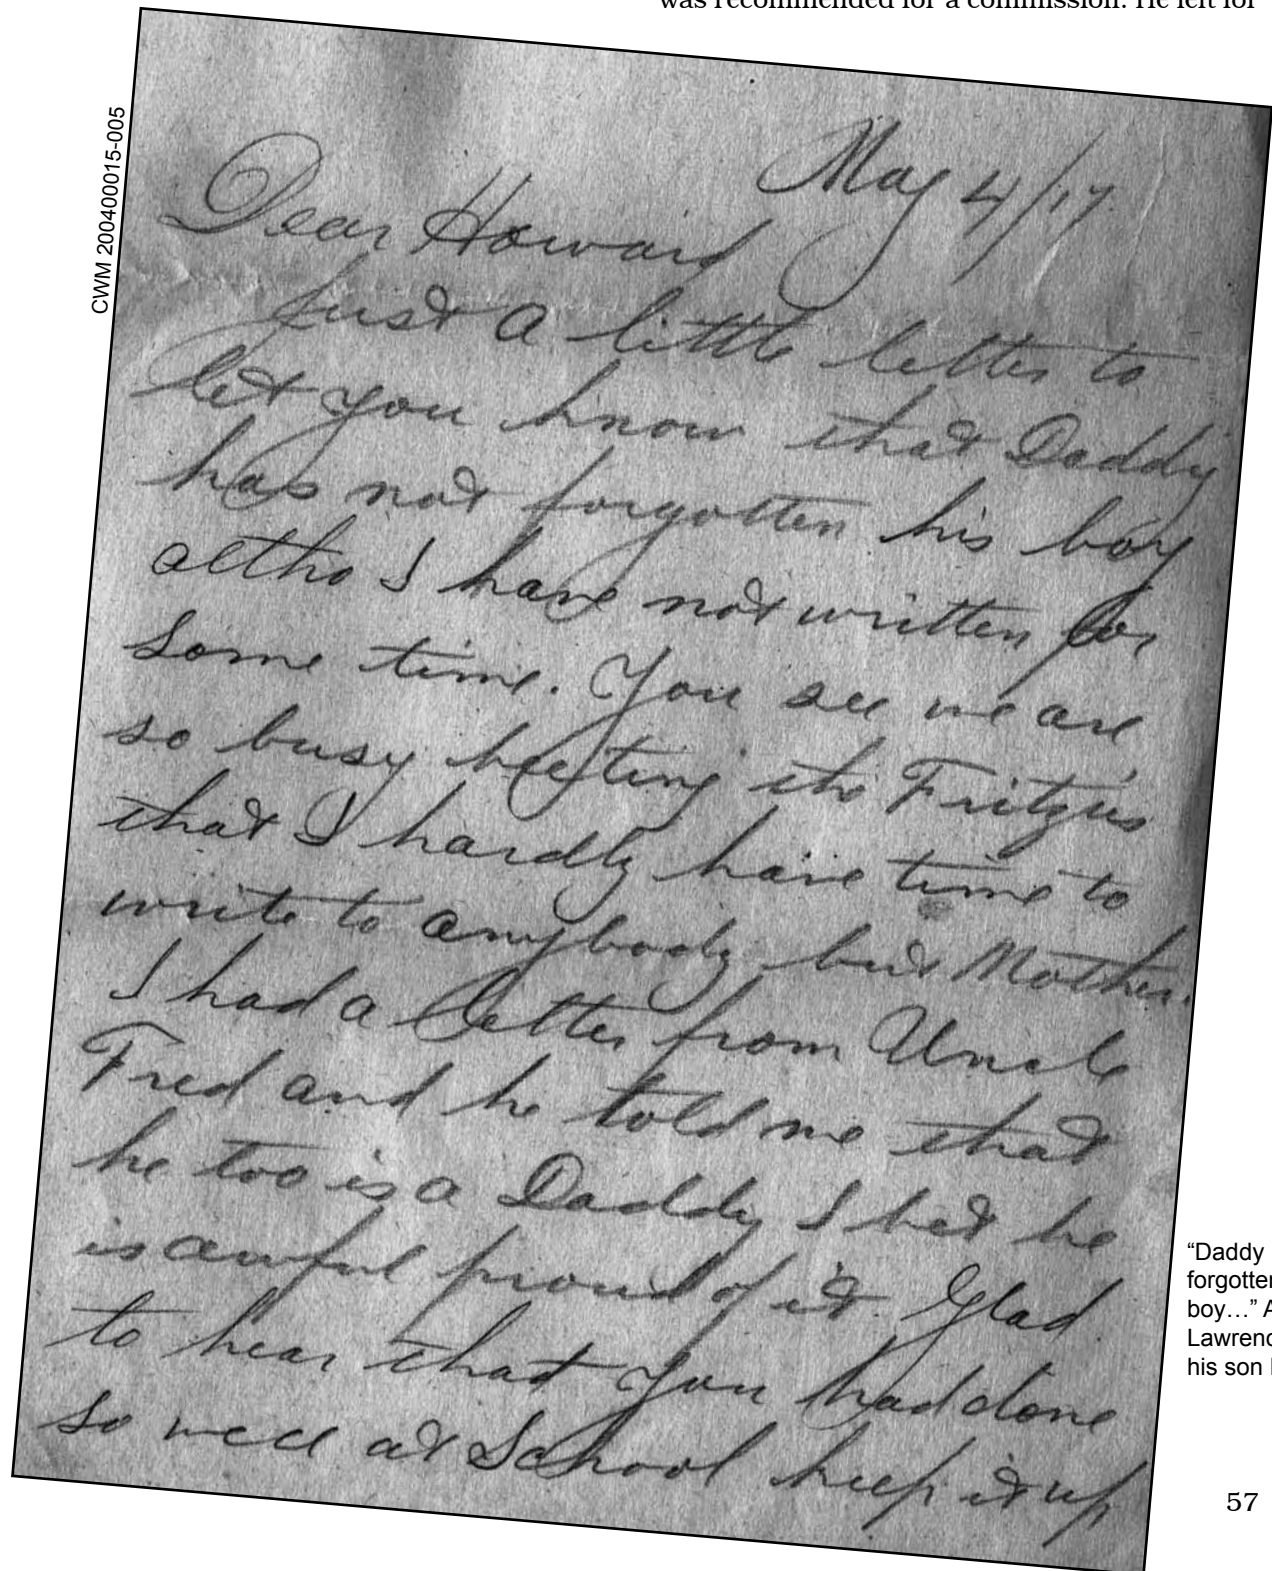 was recommended for a commission. He left for
CWM 200400015-005
May 4/17.
Dear Howard
Just a little letter to
let you know that Daddy
has not forgotten his boy
altho I have not written for
some time. You see we are
so busy the Fritzies
that I hardly have time to
write to anybody but Mother.
I had a letter from Uncle
Fred and he told me that
he too is a Daddy I bet he
is awful proud of it. Glad
to hear that you had done
so well at School keep it up
“Daddy
forgotten
boy…” A
Lawrenc
his son
57